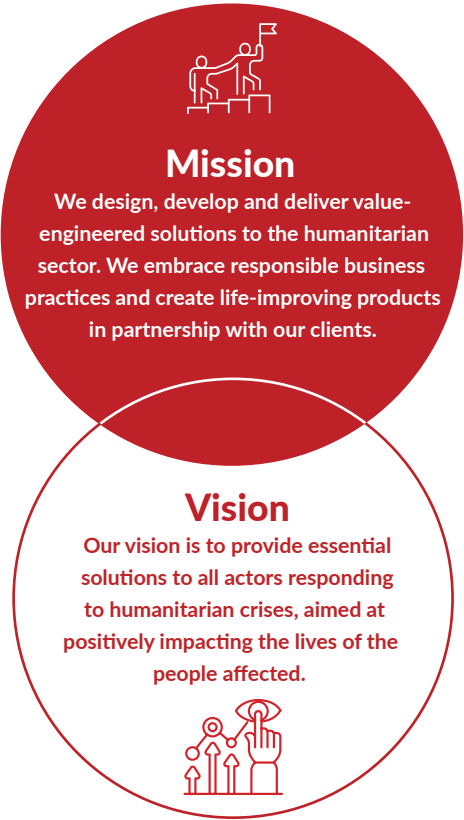 Mission
We design, develop and deliver value-
engineered solutions to the humanitarian
sector. We embrace responsible business
practices and create life-improving products
in partnership with our clients.
Vision
Our vision is to provide essential
solutions to all actors responding
to humanitarian crises, aimed at
positively impacting the lives of the
people affected.